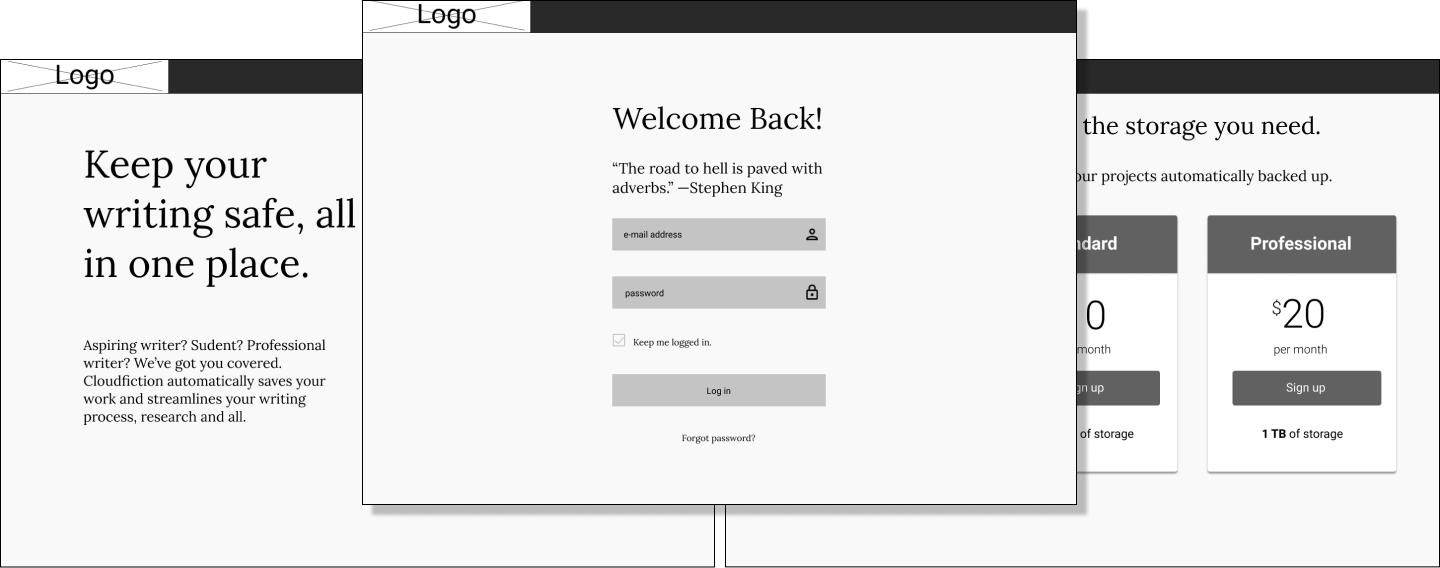 Logo
Keep your
writing safe, all
in one place.
Aspiring writer? Sudent? Professional
writer? We’ve got you covered.
Cloudfiction automatically saves your
work and streamlines your writing
process, research and all.
Logo
Welcome Back!
“The road to hell is paved with
adverbs.” —Stephen King
e-mail address
password
Keep me logged in.
Log in
Forgot password?
the storage you need.
our projects automatically backed up.
ndard
0
month
gn up
of storage
Professional
$20
per month
Sign up
1 TB of storage